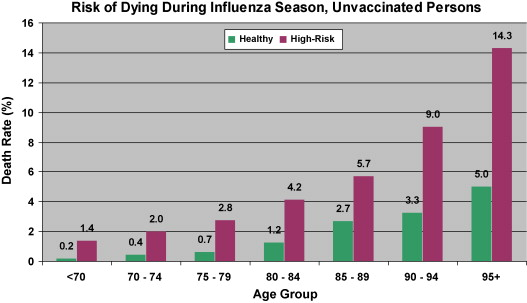 Risk of Dying During Influenza Season, Unvaccinated Persons
Healthy High-Risk
Death Rate (%)
16
14
12
10
8
6
4
2
0
0.2 1.4 0.4 2.0 0.7 2.8 1.2 4.2 2.7 5.7 3.3 9.0 5.0 14.3
<70 70 - 74 75 - 79 80 - 84 85 - 89 90 - 94 95+
Age Group